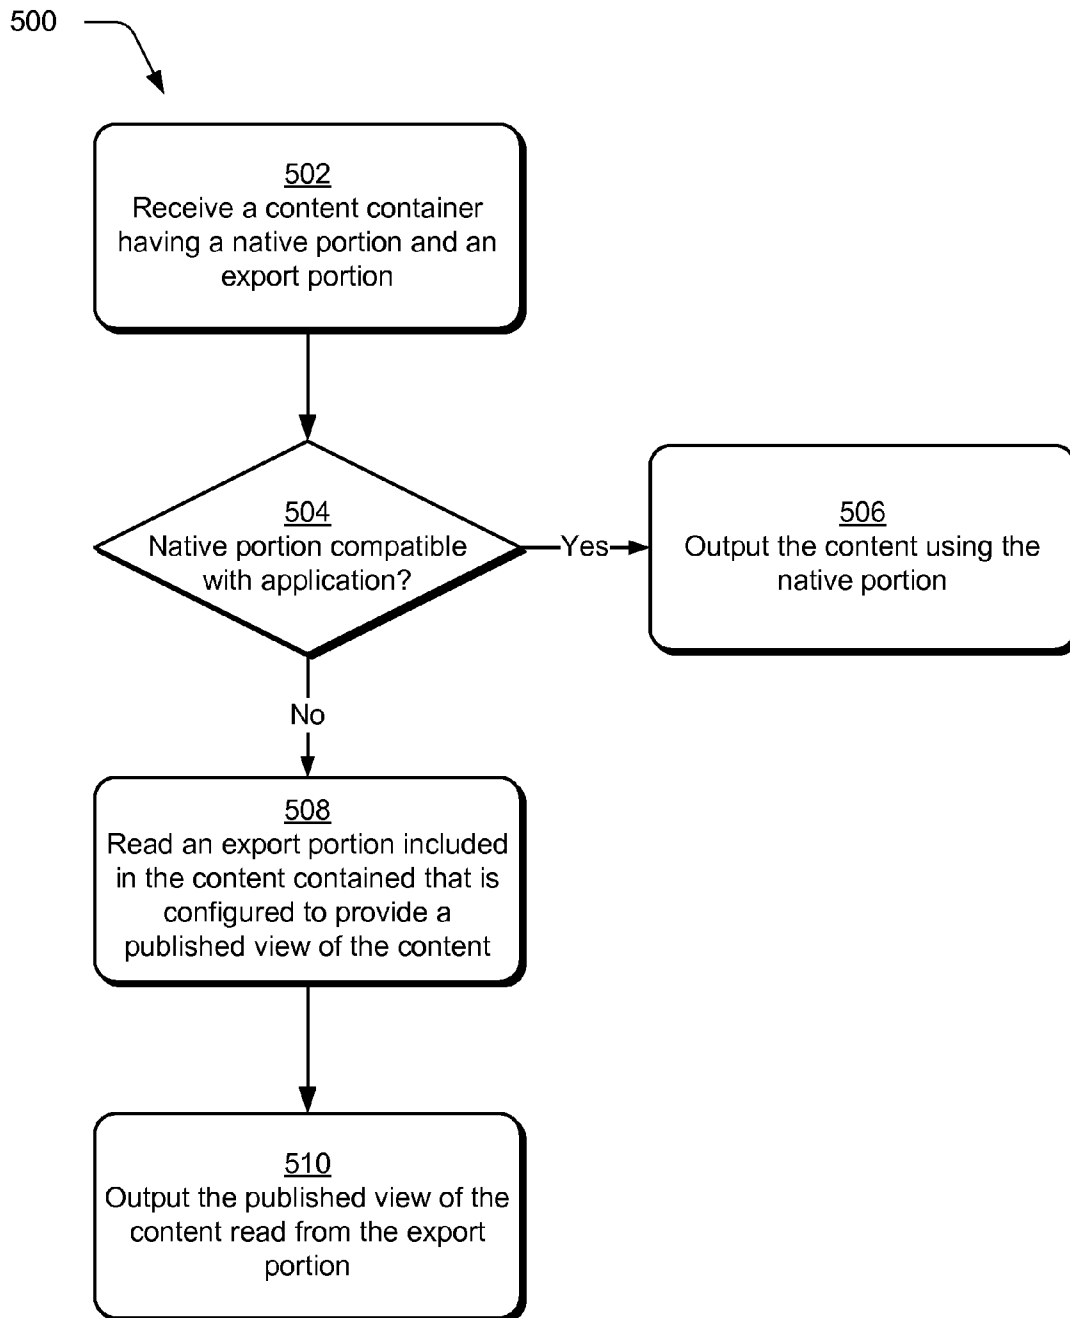 500
502
Receive a content container
having a native portion and an
export portion
504
Native portion compatible
with application?
Yes
506
Output the content using the
native portion
No
508
Read an export portion included
in the content contained that is
configured to provide a
published view of the content
510
Output the published view of the
content read from the export
portion